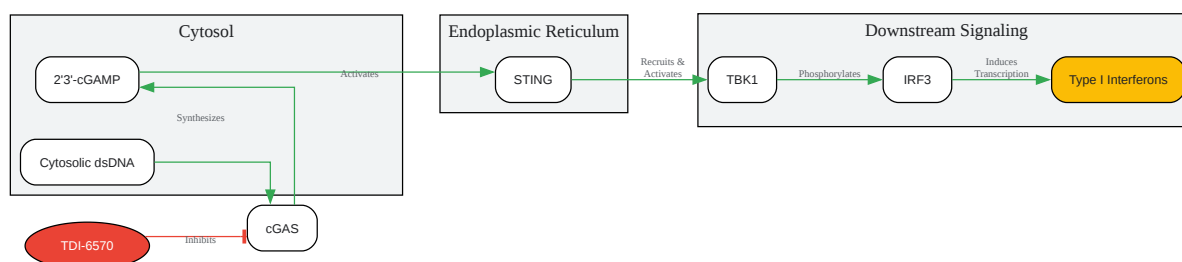 Cytosol
Endoplasmic Reticulum
Downstream Signaling
2'3'-cGAMP
Activates
STING
Recruits &
Activates
TBK1
Phosphorylates
IRF3
Induces
Transcription
Type I Interferons
Synthesizes
Cytosolic dsDNA
cGAS
TDI-6570
Inhibits